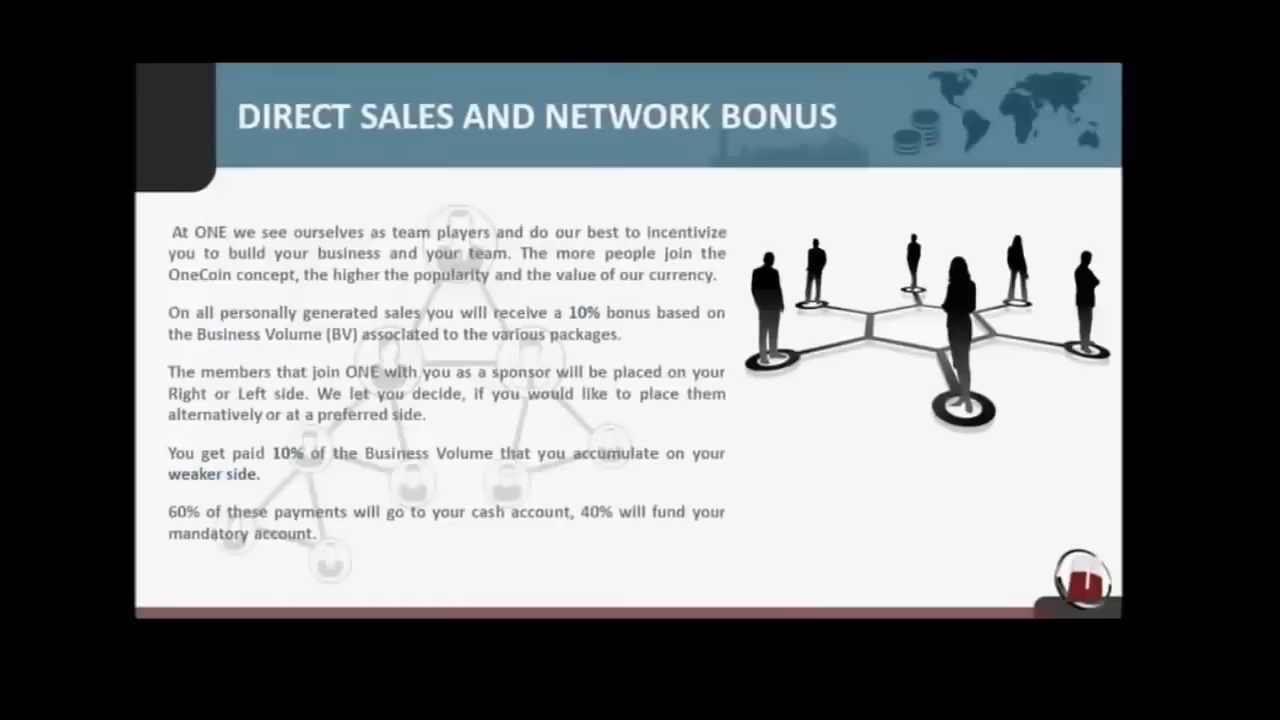 DIRECT SALES AND NETWORK BONUS
At ONE we see ourselves as team players and do our best to incentivize
you to build your business and your team. The more people join the
OneCoin concept, the higher the popularity and the value of our currency.
On all personally generated sales you will receive a 10% bonus based on
the Business Volume (BV) associated to the various packages.
The members that join ONE with you as a sponsor will be placed on your
Right or Left side. We let you decide, if you would like to place them
alternatively or at a preferred side.
You get paid 10% of the Business Volume that you accumulate on your
weaker side.
60% of these payments will go to your cash account, 40% will fund your
mandatory account.